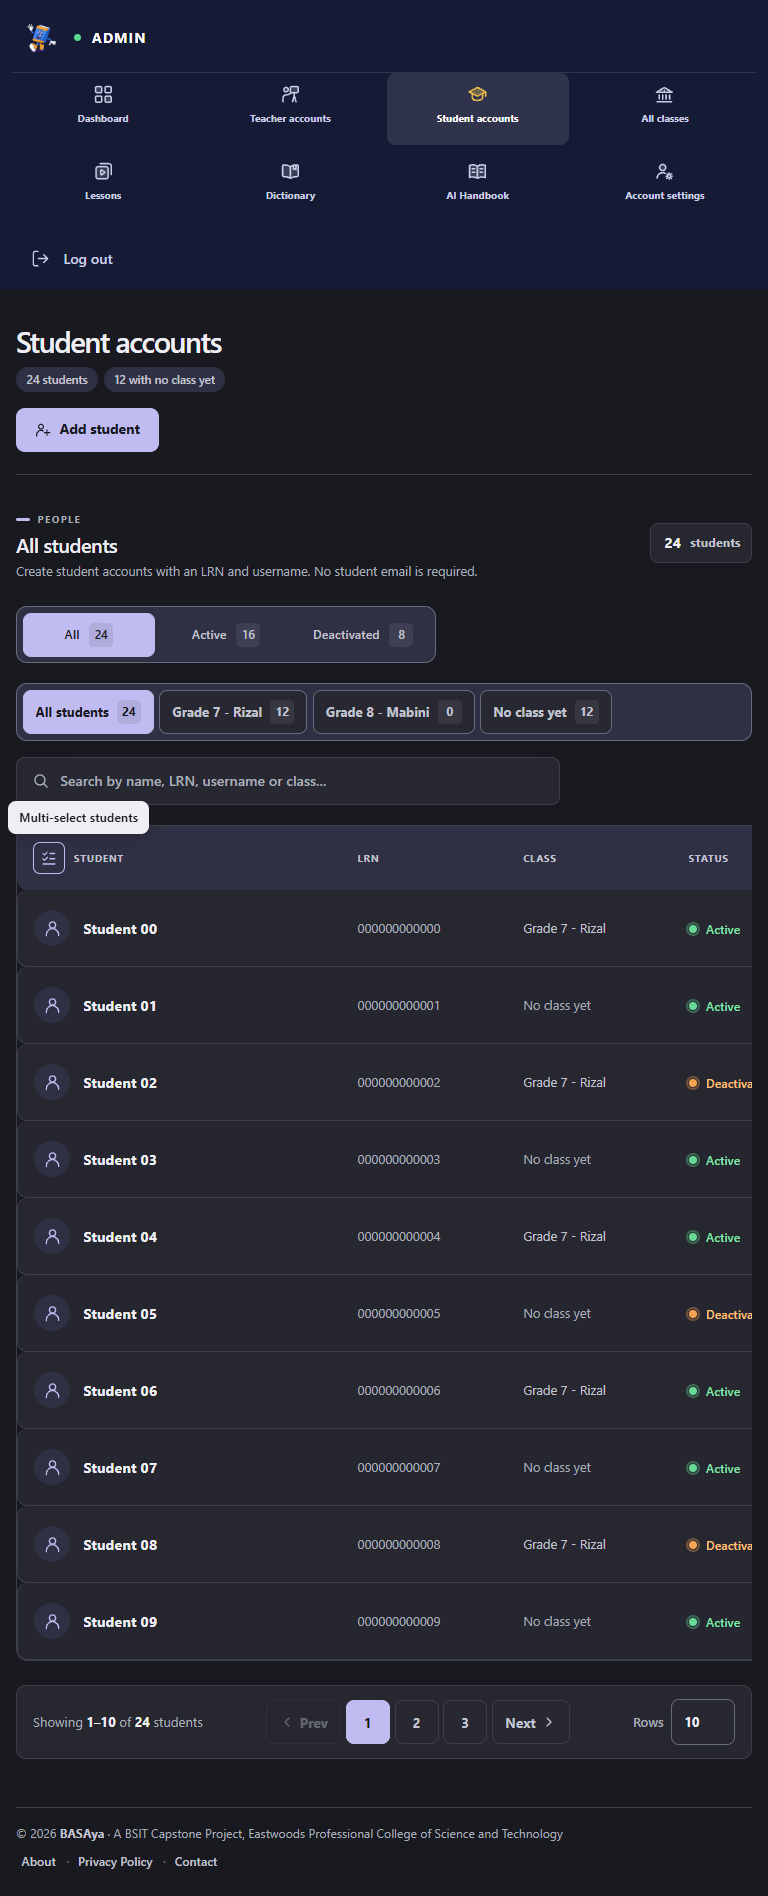 ADMIN
Dashboard
Teacher accounts
Student accounts
All classes
Lessons
Dictionary
AI Handbook
Account settings
Log out
Student accounts
24 students
12 with no class yet
Add student
PEOPLE
All students
Create student accounts with an LRN and username. No student email is required.
24 students
All 24
Active 16
Deactivated 8
All students 24
Grade 7 - Rizal 12
Grade 8 - Mabini 0
No class yet 12
Search by name, LRN, username or class...
Multi-select students
STUDENT LRN CLASS STATUS
Student 00 000000000000 Grade 7 - Rizal Active
Student 01 000000000001 No class yet Active
Student 02 000000000002 Grade 7 - Rizal Deactiva
Student 03 000000000003 No class yet Active
Student 04 000000000004 Grade 7 - Rizal Active
Student 05 000000000005 No class yet Deactiva
Student 06 000000000006 Grade 7 - Rizal Active
Student 07 000000000007 No class yet Active
Student 08 000000000008 Grade 7 - Rizal Deactiva
Student 09 000000000009 No class yet Active
Showing 1–10 of 24 students
Prev 1 2 3 Next
Rows 10
© 2026 BASAya · A BSIT Capstone Project, Eastwoods Professional College of Science and Technology
About · Privacy Policy · Contact